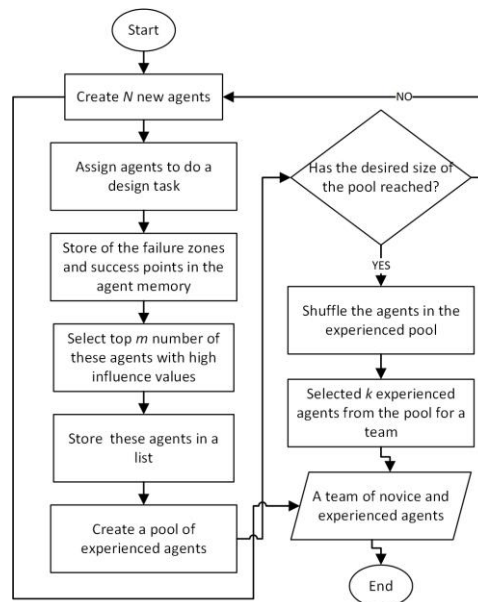 Start
Create N new agents
Assign agents to do a
design task
Store of the failure zones
and success points in the
agent memory
Select top m number of
these agents with high
influence values
Store these agents in a
list
Create a pool of
experienced agents
NO
Has the desired size of
the pool reached?
YES
Shuffle the agents in the
experienced pool
Selected k experienced
agents from the pool for a
team
A team of novice and
experienced agents
End